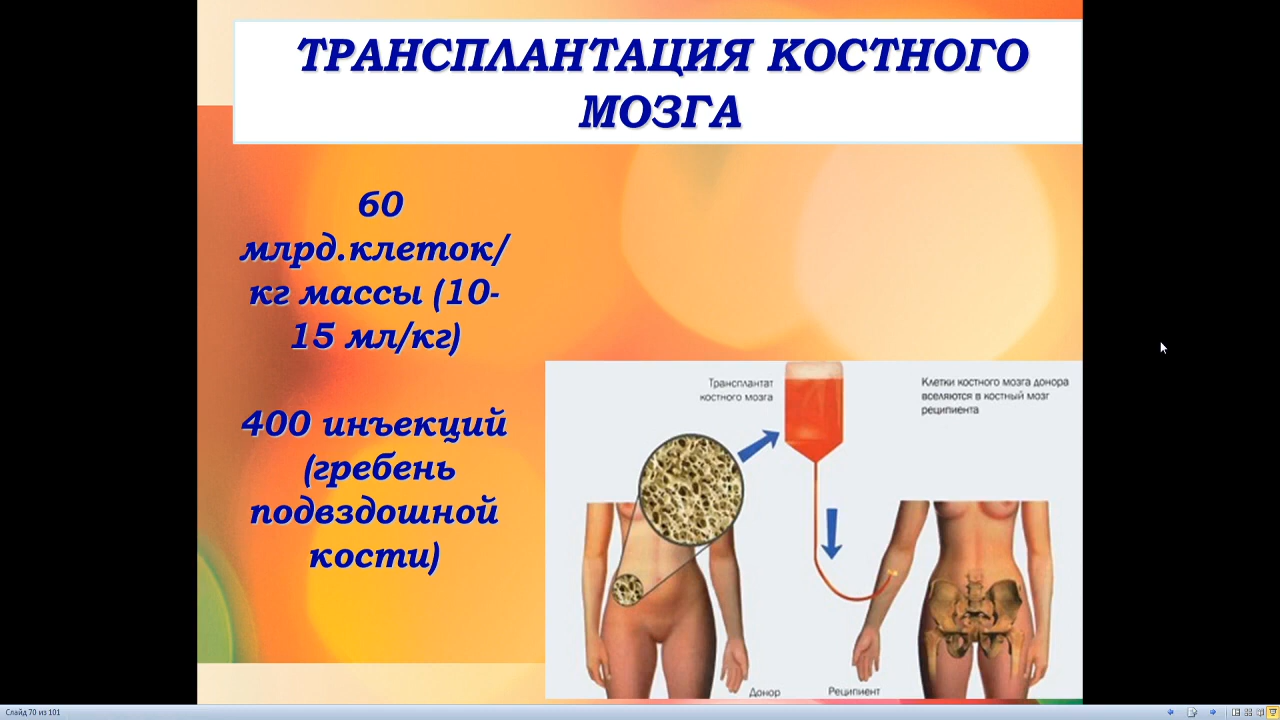 ТРАНСПЛАНТАЦИЯ КОСТНОГО
МОЗГА
60
млрд.клеток/
кг массы (10-
15 мл/кг)
400 инъекций
(гребень
подвздошной
кости)
Трансплантат
костного мозга
Клетки костного мозга донора
вселяются в костный мозг
реципиента
Донор
Реципиент
Слайд 70 из 101